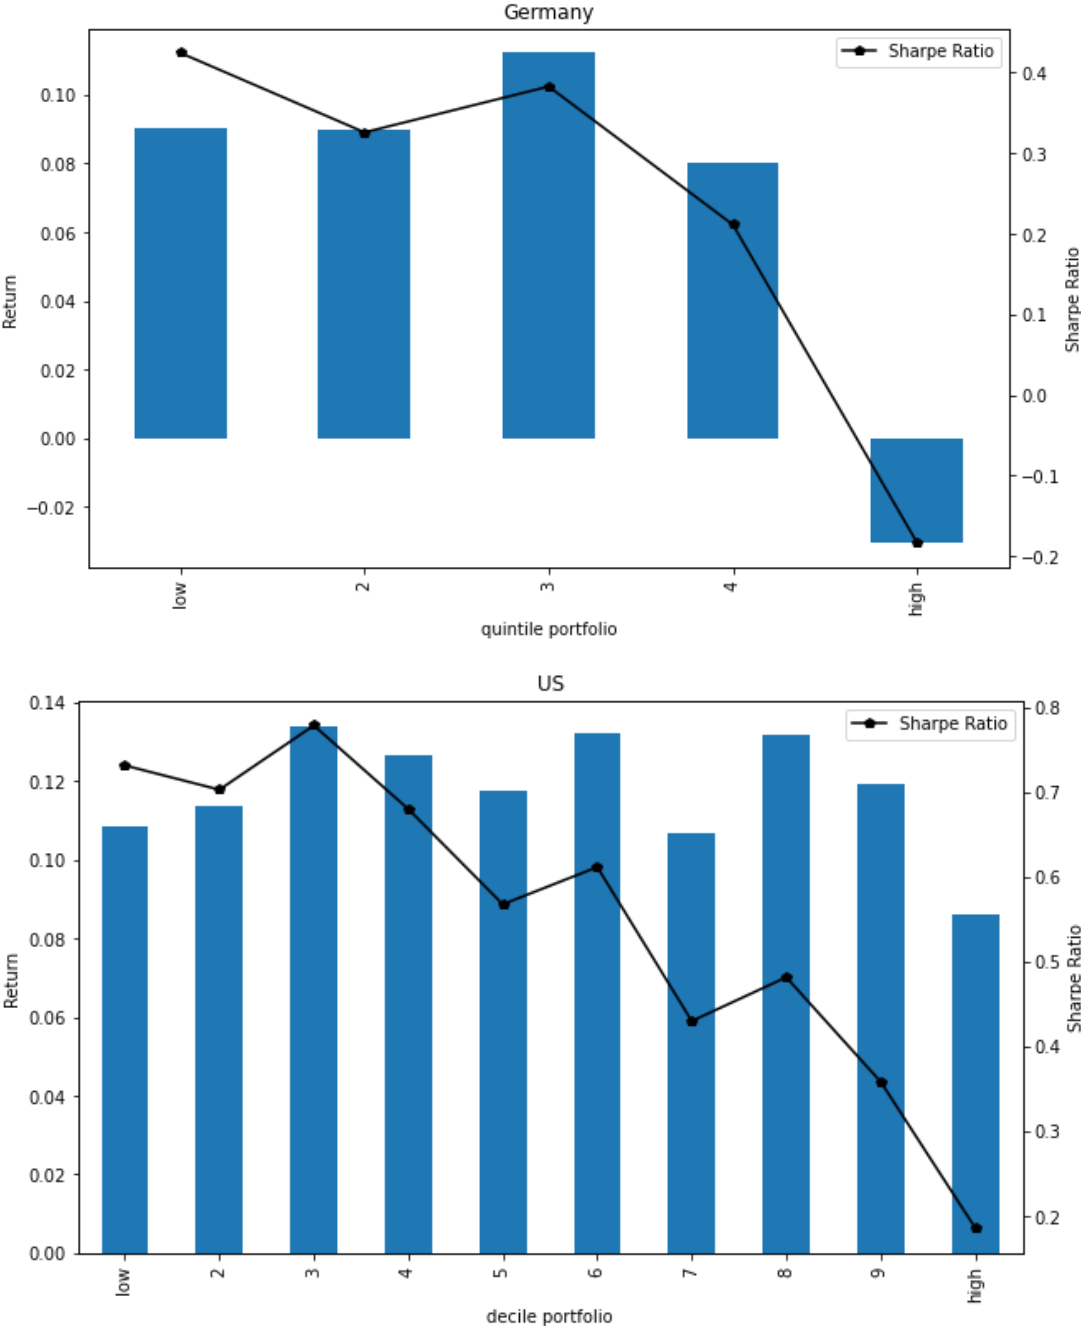 Germany
Sharpe Ratio
0.10
0.08
0.06
0.04
0.02
0.00
−0.02
Return
0.4
0.3
0.2
0.1
0.0
−0.1
−0.2
Sharpe Ratio
low
2
3
4
high
quintile portfolio
US
Sharpe Ratio
0.14
0.12
0.10
0.08
0.06
0.04
0.02
0.00
Return
0.8
0.7
0.6
0.5
0.4
0.3
0.2
Sharpe Ratio
low
2
3
4
5
6
7
8
9
high
decile portfolio